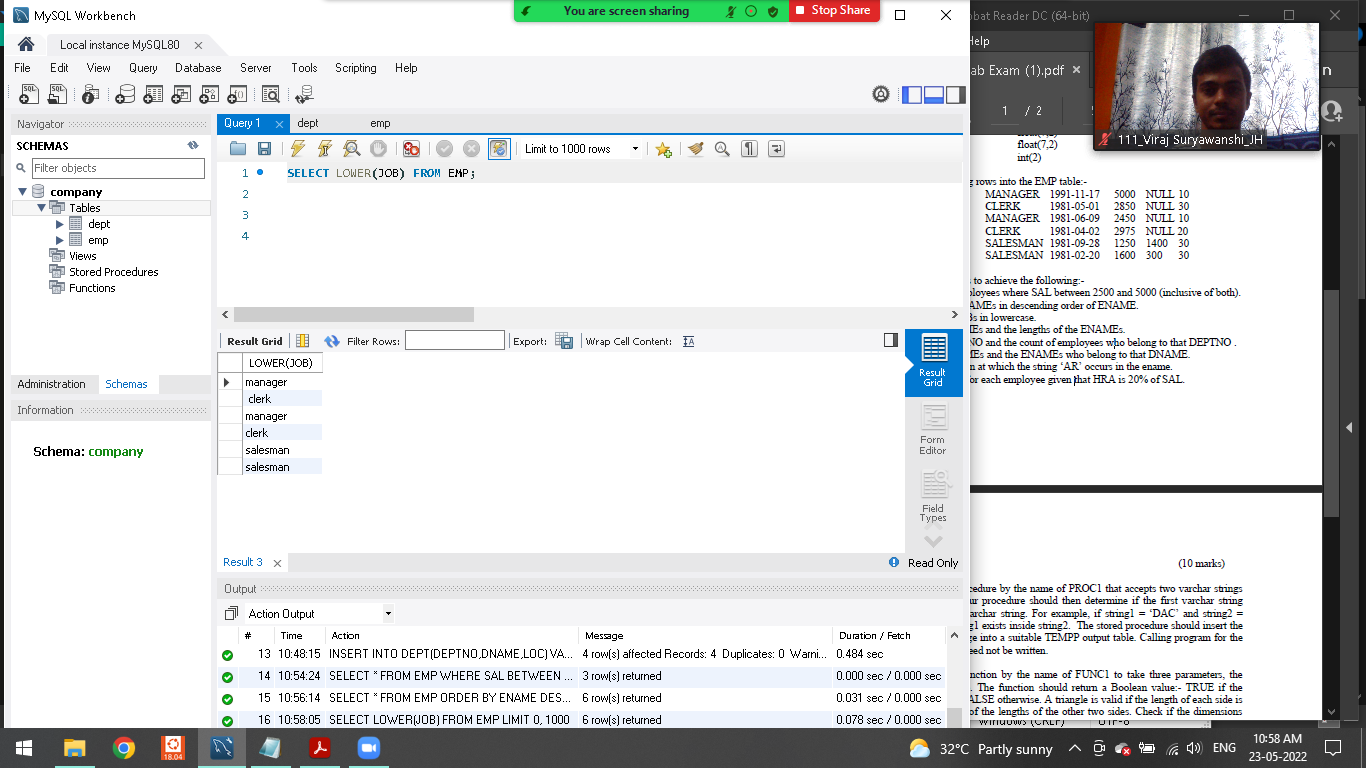 MySQL Workbench
You are screen sharing
Stop Share
Local instance MySQL80
File Edit View Query Database Server Tools Scripting Help
Navigator
SCHEMAS
Filter objects
company
Tables
dept
emp
Views
Stored Procedures
Functions
Administration Schemas
Information
Schema: company
Query 1 dept emp
Limit to 1000 rows
1 SELECT LOWER(JOB) FROM EMP;
2
3
4
Result Grid Filter Rows: Export: Wrap Cell Content:
LOWER(JOB)
manager
clerk
manager
clerk
salesman
salesman
Result Grid
Form Editor
Field Types
Result 3
Read Only
Output
Action Output
# Time Action Message Duration / Fetch
13 10:48:15 INSERT INTO DEPT(DEPTNO,DNAME,LOC) VA... 4 row(s) affected Records: 4 Duplicates: 0 Warni... 0.484 sec
14 10:54:24 SELECT * FROM EMP WHERE SAL BETWEEN ... 3 row(s) returned 0.000 sec / 0.000 sec
15 10:56:14 SELECT * FROM EMP ORDER BY ENAME DES... 6 row(s) returned 0.031 sec / 0.000 sec
16 10:58:05 SELECT LOWER(JOB) FROM EMP LIMIT 0, 1000 6 row(s) returned 0.078 sec / 0.000 sec
obat Reader DC (64-bit)
Help
ab Exam (1).pdf
1 / 2
111_Viraj Suryawanshi_JH
float(7,2)
int(2)
g rows into the EMP table:-
MANAGER 1991-11-17 5000 NULL 10
CLERK 1981-05-01 2850 NULL 30
MANAGER 1981-06-09 2450 NULL 10
CLERK 1981-04-02 2975 NULL 20
SALESMAN 1981-09-28 1250 1400 30
SALESMAN 1981-02-20 1600 300 30
s to achieve the following:-
ployees where SAL between 2500 and 5000 (inclusive of both).
AMEs in descending order of ENAME.
Bs in lowercase.
MEs and the lengths of the ENAMEs.
NO and the count of employees who belong to that DEPTNO .
MEs and the ENAMEs who belong to that DNAME.
n at which the string ‘AR’ occurs in the ename.
for each employee given that HRA is 20% of SAL.
(10 marks)
cedure by the name of PROC1 that accepts two varchar strings
ur procedure should then determine if the first varchar string
archar string. For example, if string1 = ‘DAC’ and string2 =
g1 exists inside string2. The stored procedure should insert the
ge into a suitable TEMPP output table. Calling program for the
eed not be written.
nction by the name of FUNC1 to take three parameters, the
. The function should return a Boolean value:- TRUE if the
ALSE otherwise. A triangle is valid if the length of each side is
of the lengths of the other two sides. Check if the dimensions
Windows (CRLF) UTF-8
18.04
32°C Partly sunny
ENG
10:58 AM
23-05-2022